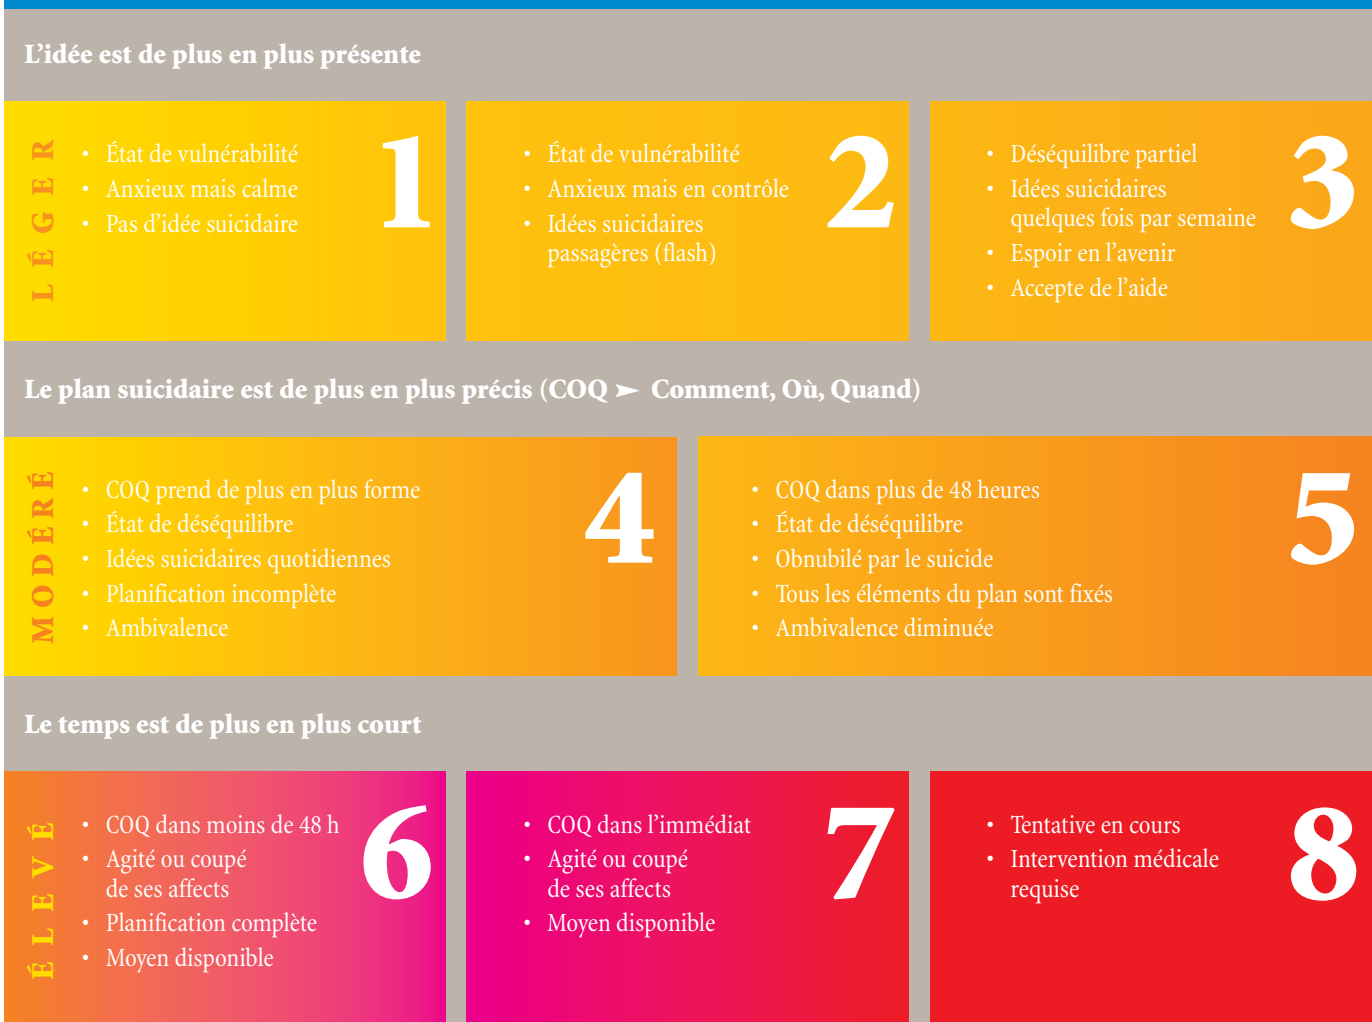 L'idée est de plus en plus présente
LÉGER
• État de vulnérabilité
• Anxieux mais calme
• Pas d'idée suicidaire
1
• État de vulnérabilité
• Anxieux mais en contrôle
• Idées suicidaires
passagères (flash)
2
• Déséquilibre partiel
• Idées suicidaires
quelques fois par semaine
• Espoir en l'avenir
• Accepte de l'aide
3
Le plan suicidaire est de plus en plus précis (COQ ➤ Comment, Où, Quand)
MODÉRÉ
• COQ prend de plus en plus forme
• État de déséquilibre
• Idées suicidaires quotidiennes
• Planification incomplète
• Ambivalence
4
• COQ dans plus de 48 heures
• État de déséquilibre
• Obnubilé par le suicide
• Tous les éléments du plan sont fixés
• Ambivalence diminuée
5
Le temps est de plus en plus court
ÉLEVÉ
• COQ dans moins de 48 h
• Agité ou coupé
de ses affects
• Planification complète
• Moyen disponible
6
• COQ dans l'immédiat
• Agité ou coupé
de ses affects
• Moyen disponible
7
• Tentative en cours
• Intervention médicale
requise
8